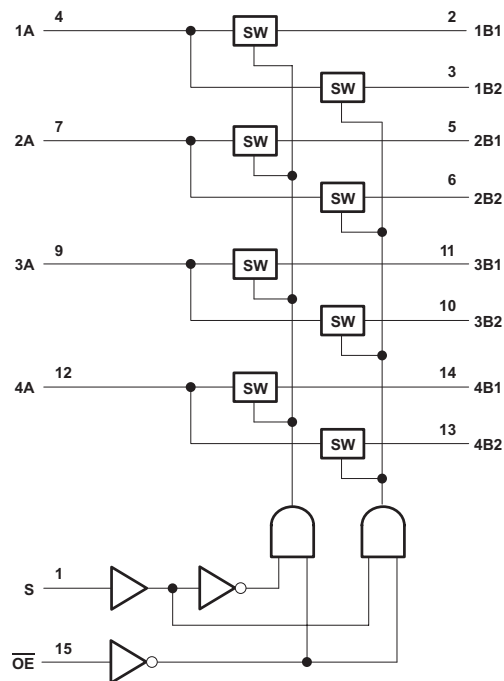 1A 4 SW 2 1B1
SW 3 1B2
2A 7 SW 5 2B1
SW 6 2B2
3A 9 SW 11 3B1
SW 10 3B2
4A 12 SW 14 4B1
SW 13 4B2
S 1
O̅E̅ 15